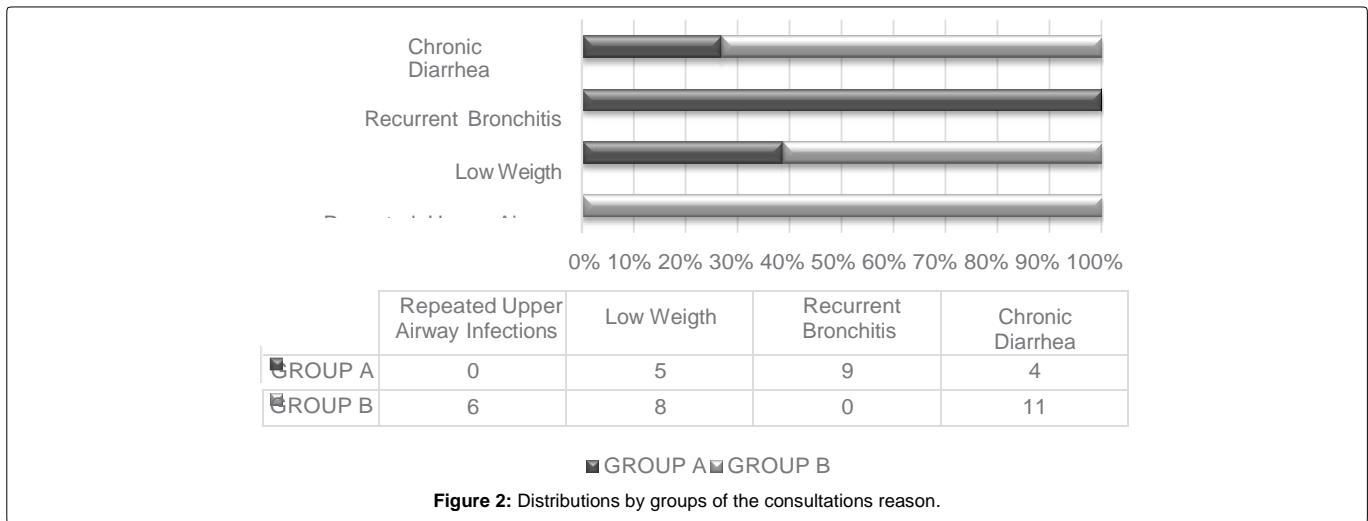 Chronic
Diarrhea
Recurrent Bronchitis
Low Weigth
0% 10% 20% 30% 40% 50% 60% 70% 80% 90% 100%
Repeated Upper Airway Infections Low Weigth Recurrent Bronchitis Chronic Diarrhea
GROUP A 0 5 9 4
GROUP B 6 8 0 11
GROUP A GROUP B
Figure 2: Distributions by groups of the consultations reason.